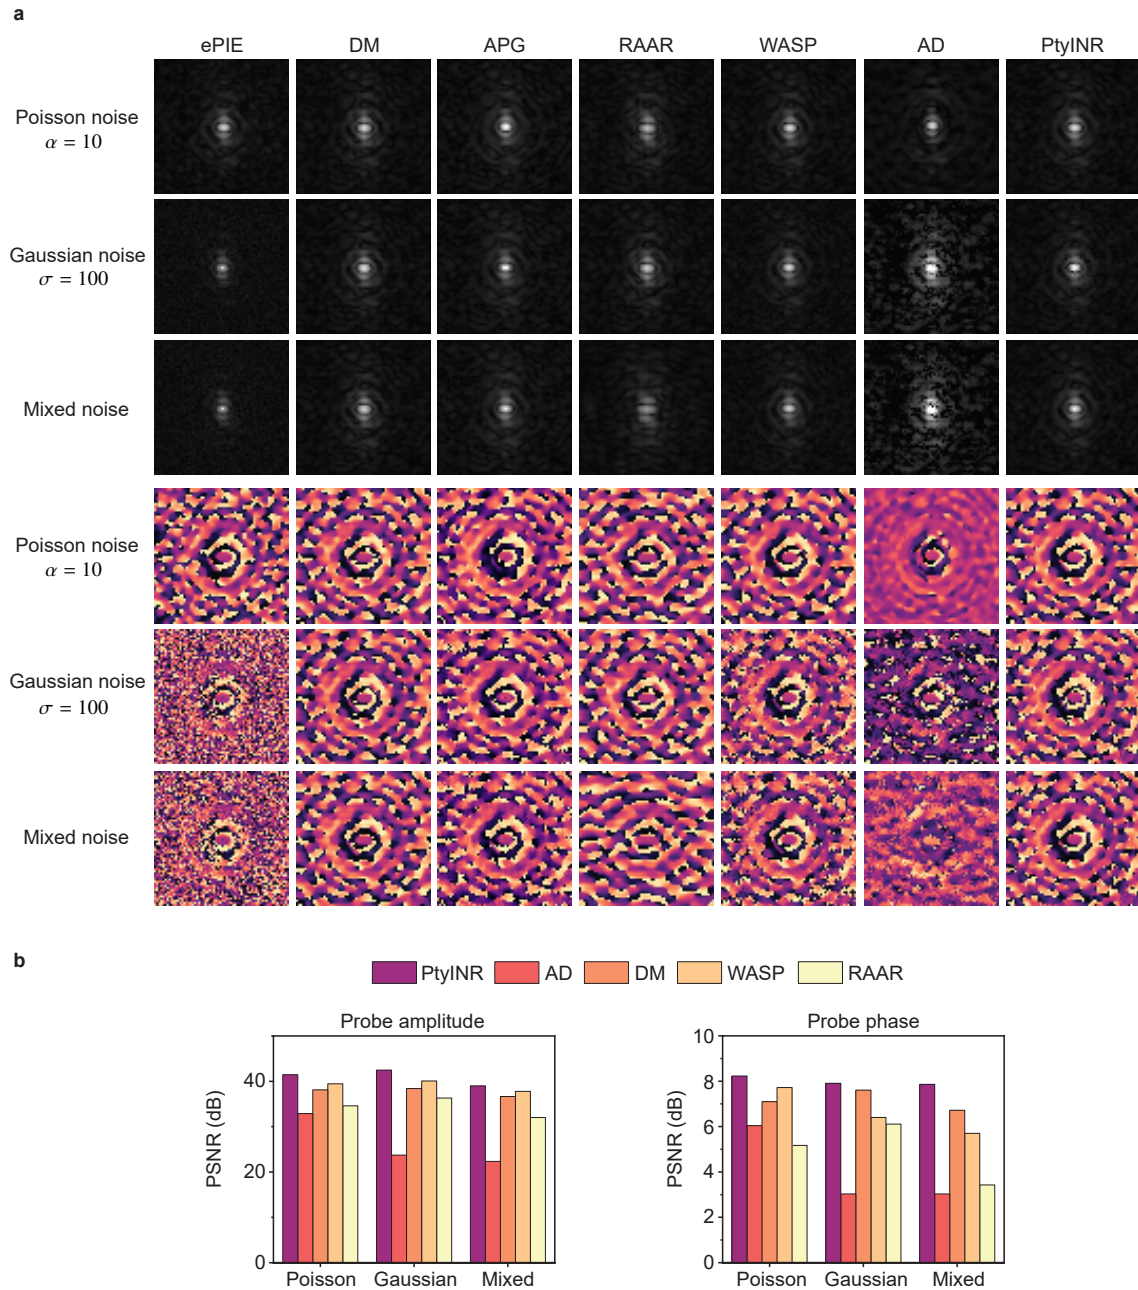 a
ePIE DM APG RAAR WASP AD PtyINR
Poisson noise
α = 10
Gaussian noise
σ = 100
Mixed noise
Poisson noise
α = 10
Gaussian noise
σ = 100
Mixed noise
b
PtyINR AD DM WASP RAAR
Probe amplitude
PSNR (dB)
40
20
0
Poisson Gaussian Mixed
Probe phase
PSNR (dB)
10
8
6
4
2
0
Poisson Gaussian Mixed